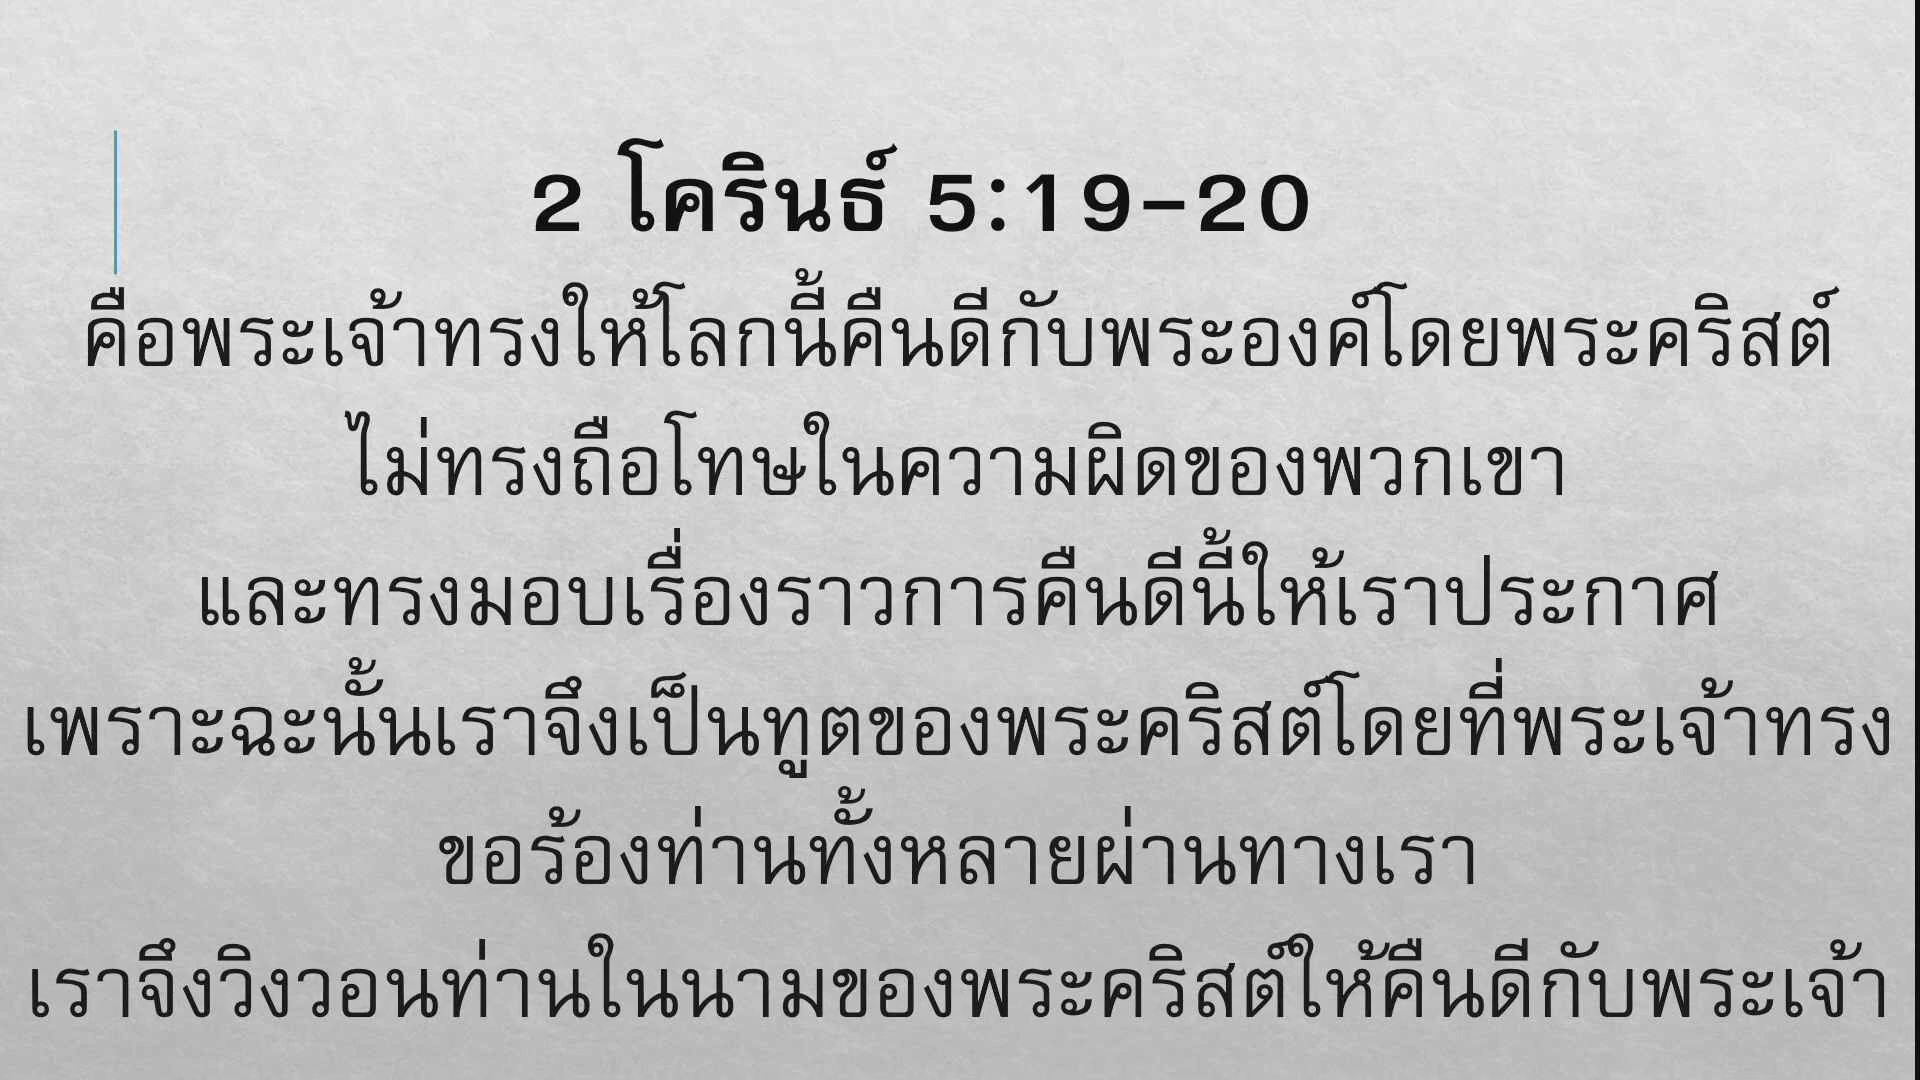 2 โครินธ์ 5:19-20
คือพระเจ้าทรงให้โลกนี้คืนดีกับพระองค์โดยพระคริสต์
ไม่ทรงถือโทษในความผิดของพวกเขา
และทรงมอบเรื่องราวการคืนดีนี้ให้เราประกาศ
เพราะฉะนั้นเราจึงเป็นทูตของพระคริสต์โดยที่พระเจ้าทรง
ขอร้องท่านทั้งหลายผ่านทางเรา
เราจึงวิงวอนท่านในนามของพระคริสต์ให้คืนดีกับพระเจ้า